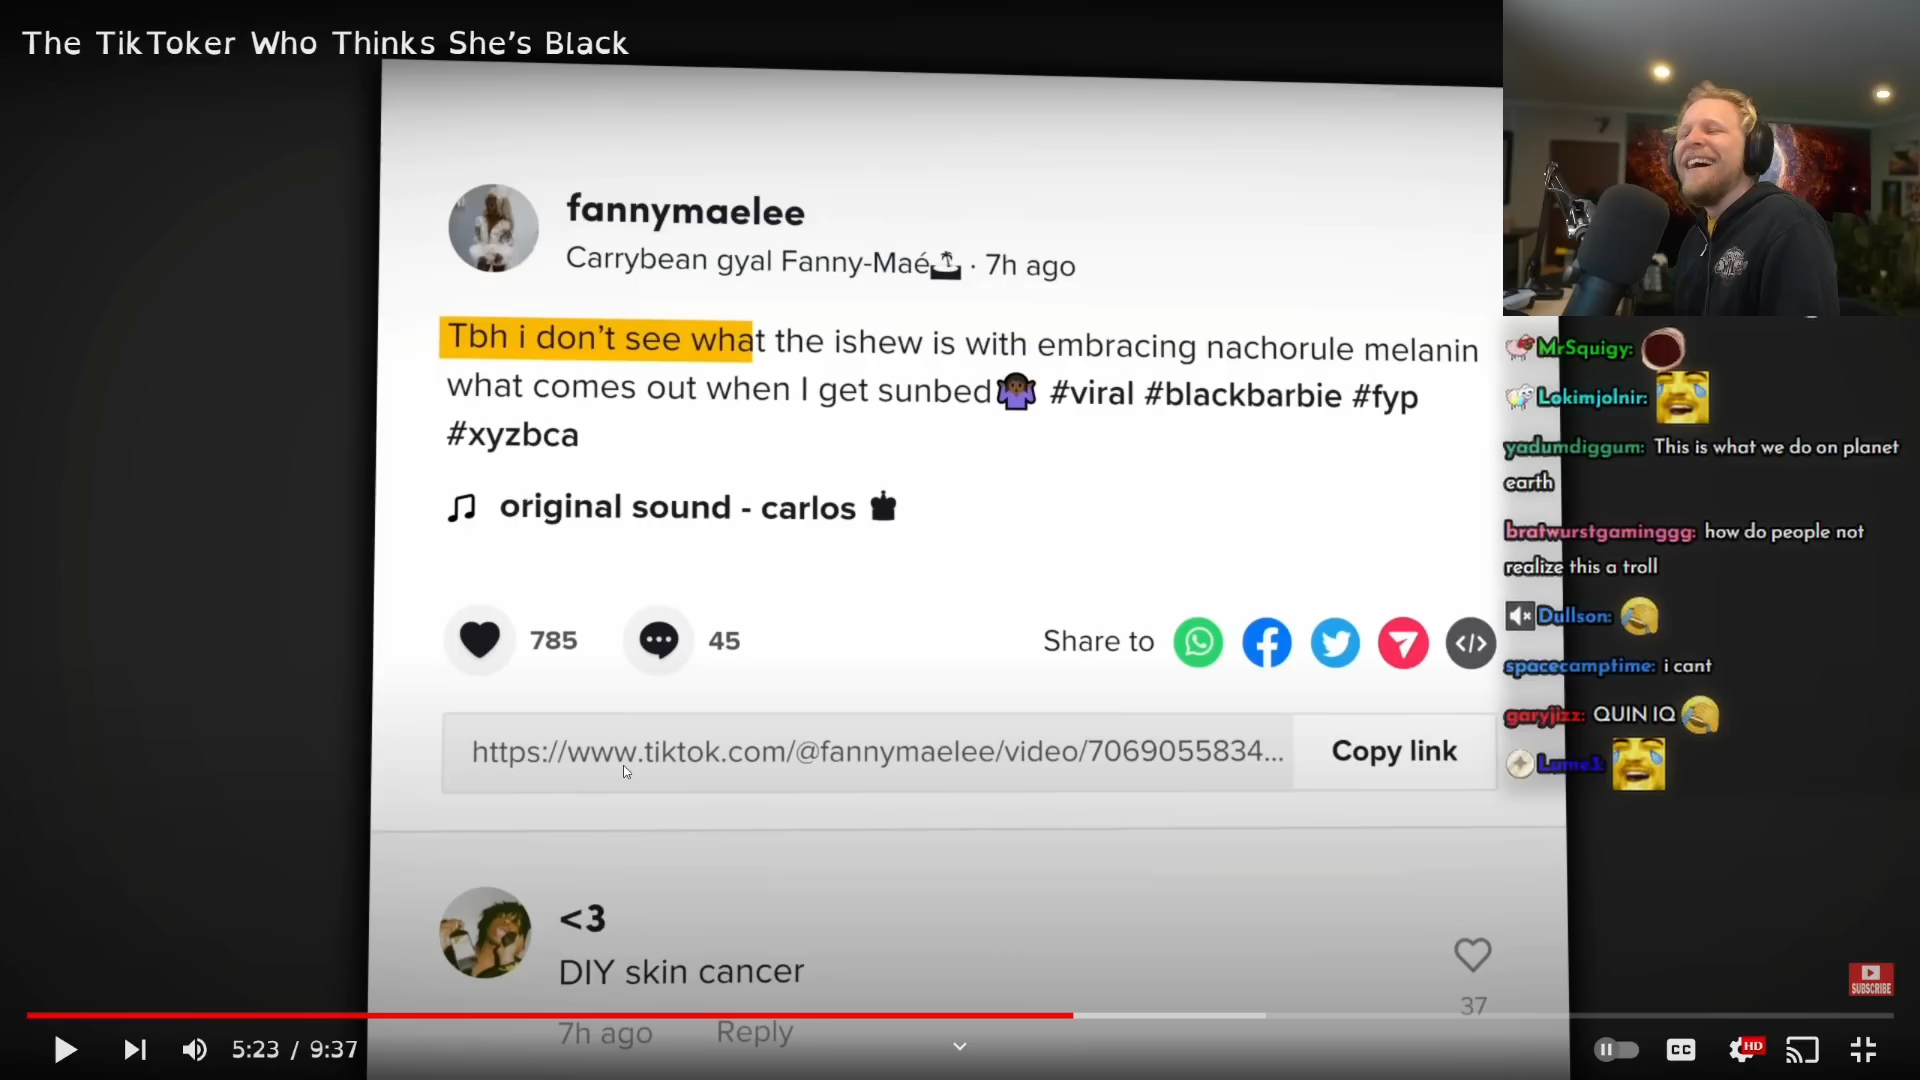 The TikToker Who Thinks She's Black
fannymaelee
Carrybean gyal Fanny-Maé🏝 · 7h ago
Tbh i don't see what the ishew is with embracing nachorule melanin
what comes out when I get sunbed🤷🏿‍♀️ #viral #blackbarbie #fyp
#xyzbca
original sound - carlos
785
45
Share to
https://www.tiktok.com/@fannymaelee/video/7069055834...
Copy link
<3
DIY skin cancer
37
7h ago Reply
MrSquigy:
Lokimjolnir:
yadumdiggum: This is what we do on planet
earth
bratwurstgaminggg: how do people not
realize this a troll
Dullson:
spacecamptime: i cant
garyjizz: QUIN IQ
Lume3:
SUBSCRIBE
5:23 / 9:37
CC
HD